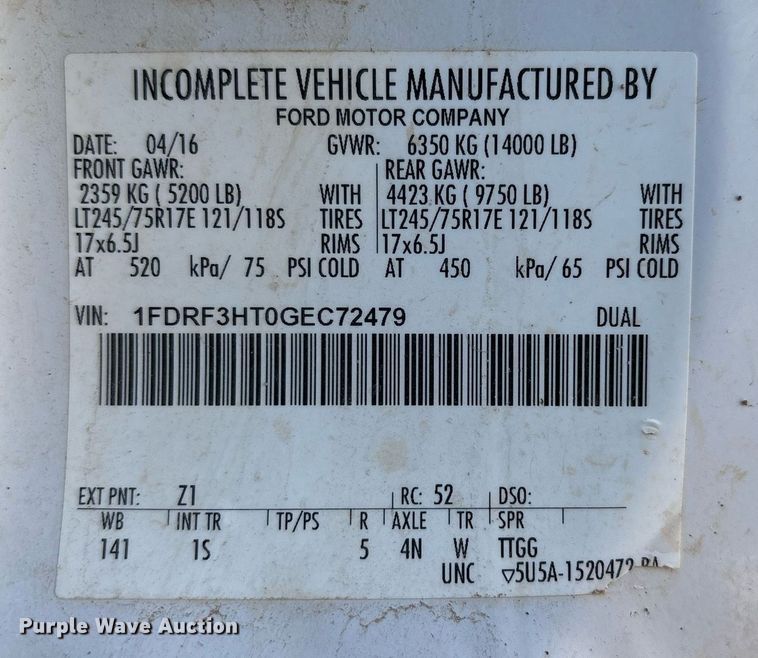 INCOMPLETE VEHICLE MANUFACTURED BY
FORD MOTOR COMPANY
DATE: 04/16 GVWR: 6350 KG (14000 LB)
FRONT GAWR: REAR GAWR:
2359 KG ( 5200 LB) WITH 4423 KG ( 9750 LB) WITH
LT245/75R17E 121/118S TIRES LT245/75R17E 121/118S TIRES
17x6.5J RIMS 17x6.5J RIMS
AT 520 kPa/ 75 PSI COLD AT 450 kPa/ 65 PSI COLD
VIN: 1FDRF3HT0GEC72479 DUAL
EXT PNT: Z1 RC: 52 DSO:
WB INT TR TP/PS R AXLE TR SPR
141 1S 5 4N W TTGG
UNC ▽5U5A-1520472-BA
Purple Wave Auction